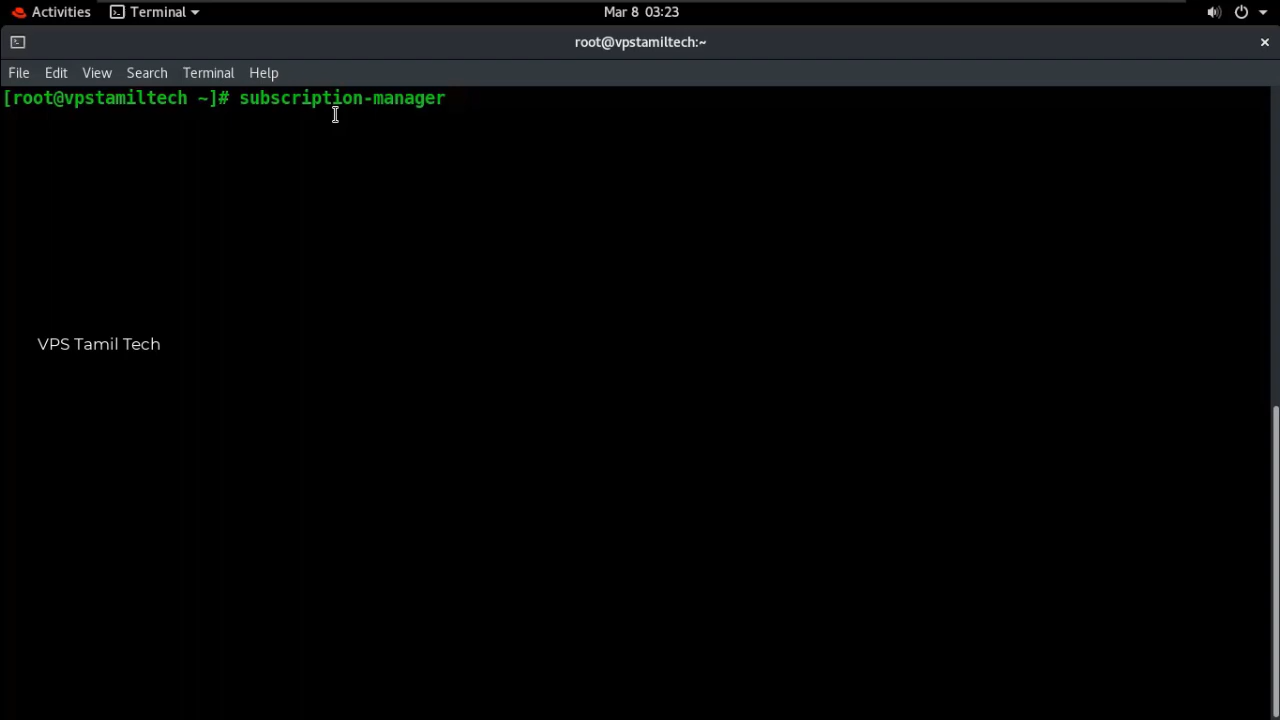 Activities Terminal Mar 8 03:23
root@vpstamiltech:~ ×
File Edit View Search Terminal Help
[root@vpstamiltech ~]# subscription-manager
VPS Tamil Tech